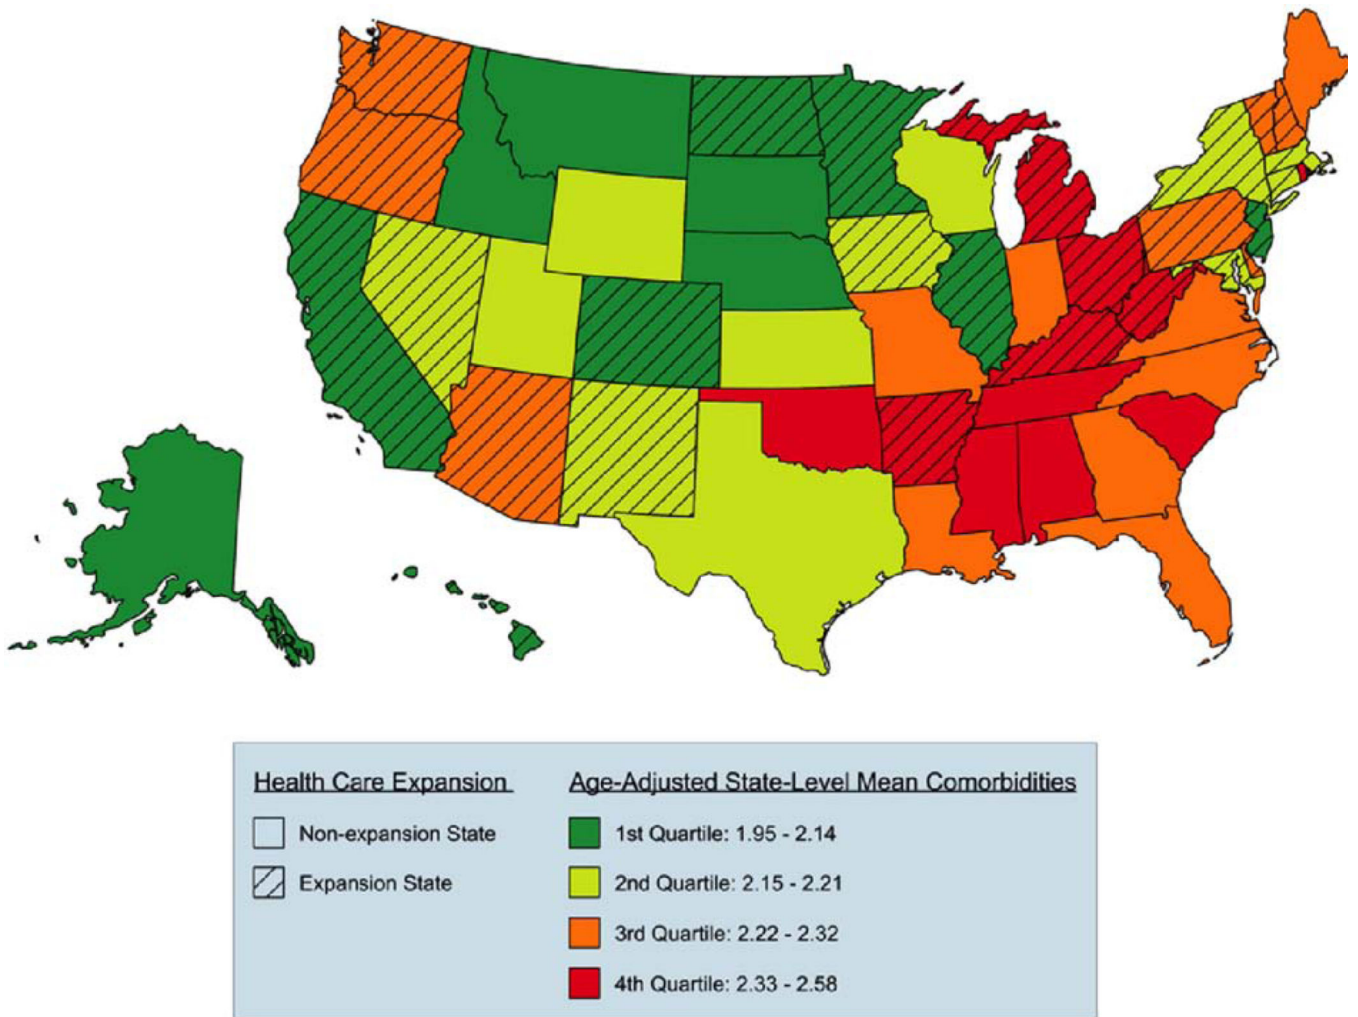 Health Care Expansion
Non-expansion State
Expansion State
Age-Adjusted State-Level Mean Comorbidities
1st Quartile: 1.95 - 2.14
2nd Quartile: 2.15 - 2.21
3rd Quartile: 2.22 - 2.32
4th Quartile: 2.33 - 2.58